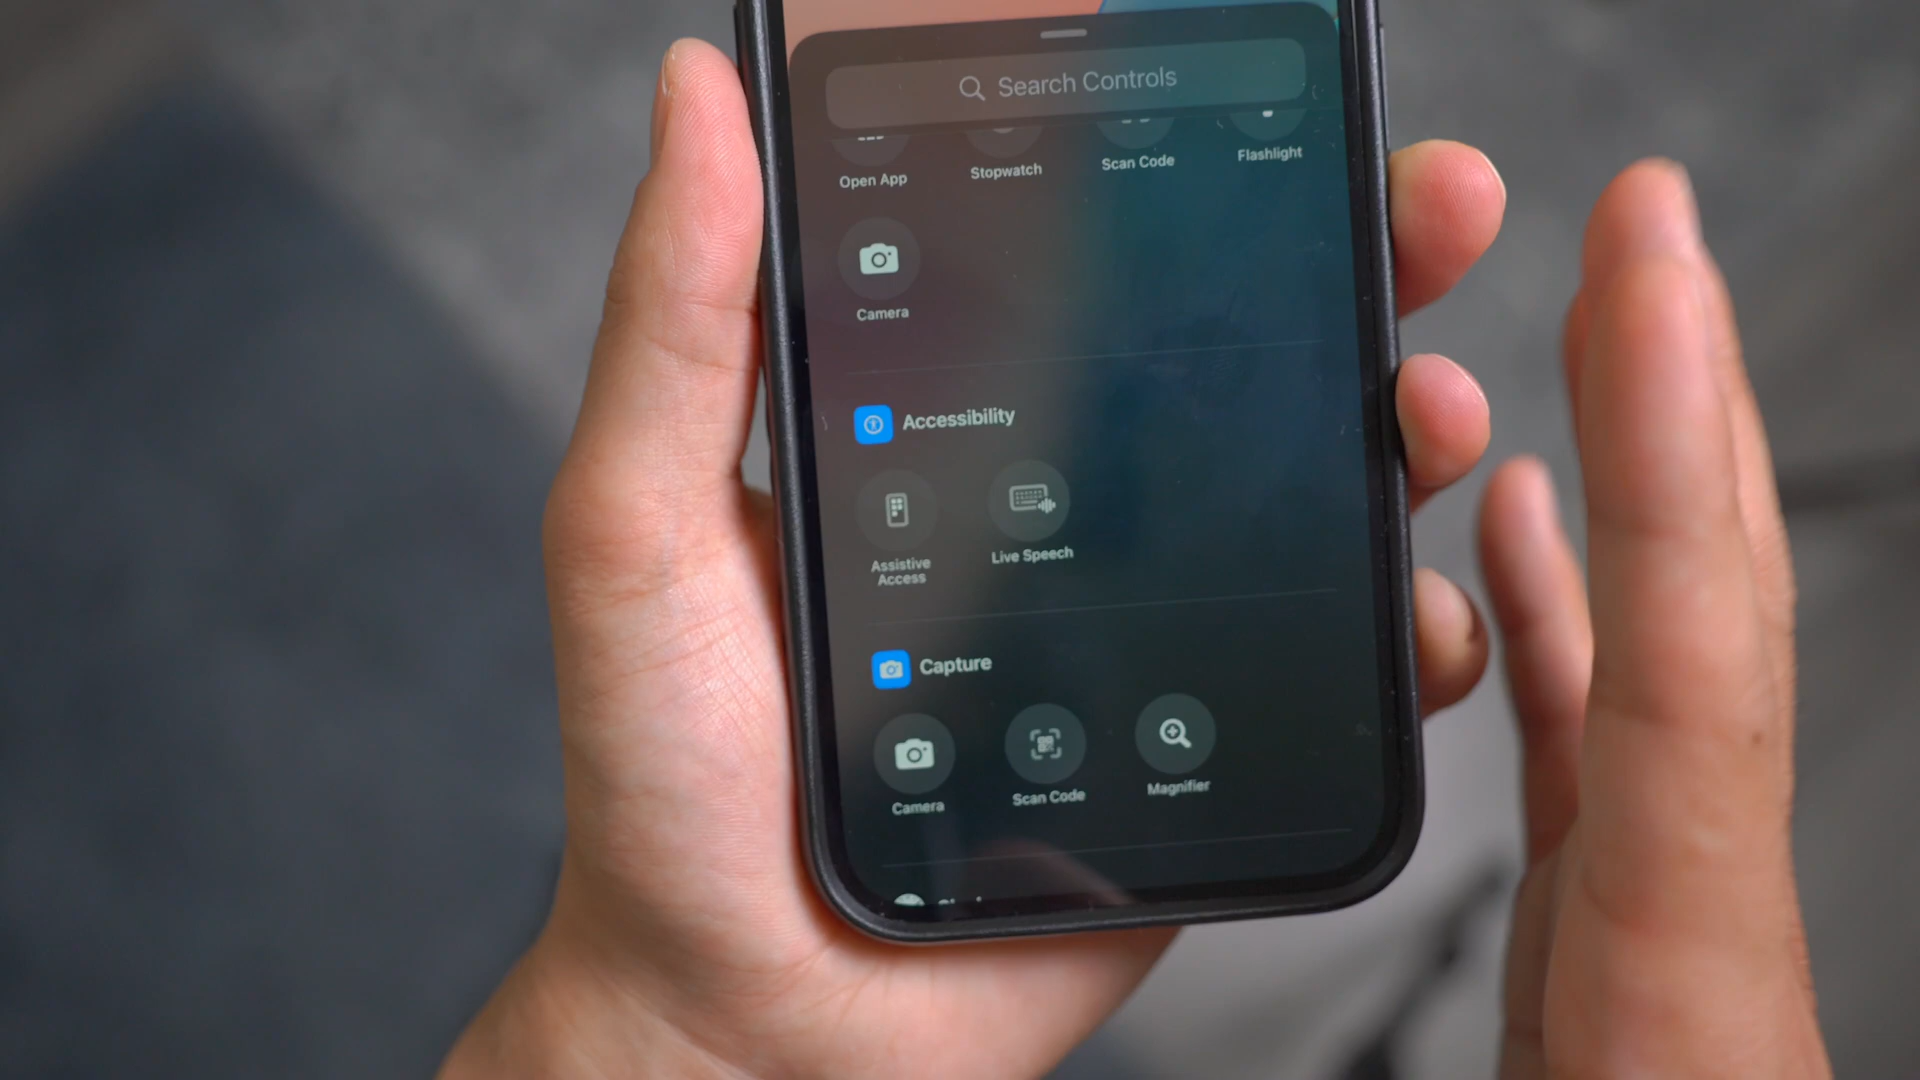 Search Controls
Open App
Stopwatch
Scan Code
Flashlight
Camera
Accessibility
Assistive
Access
Live Speech
Capture
Camera
Scan Code
Magnifier